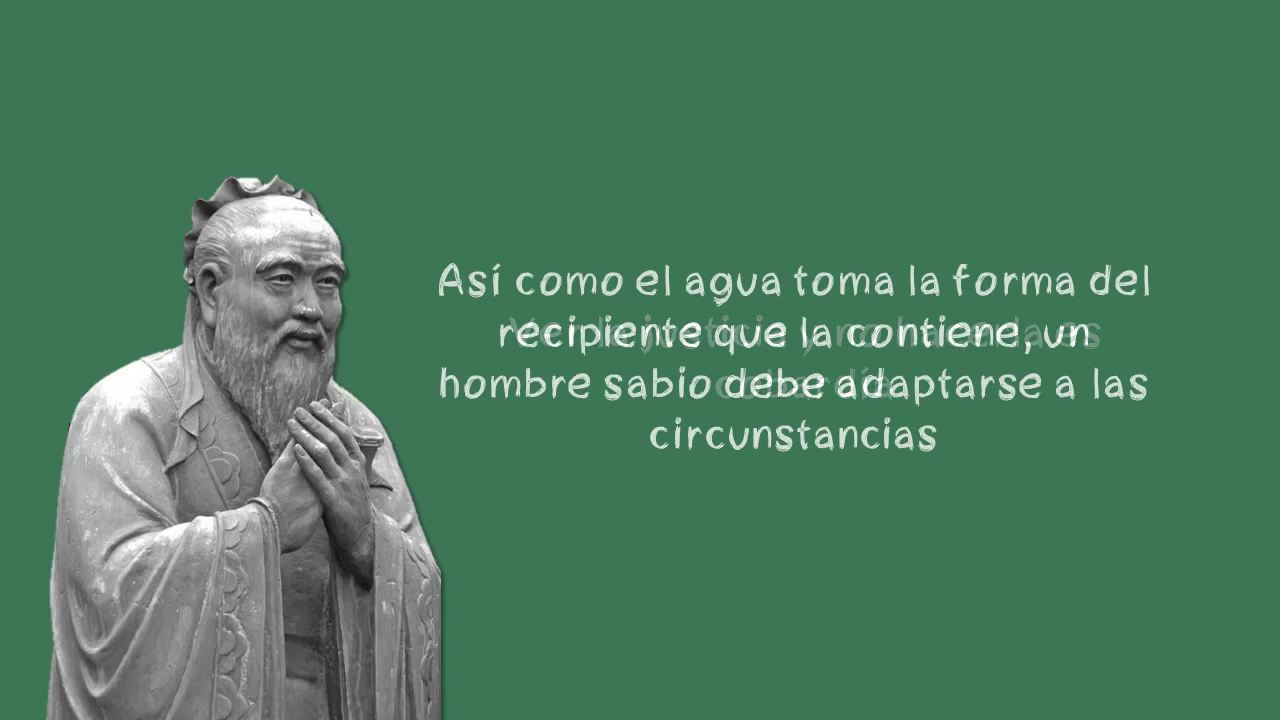 Así como el agua toma la forma del
recipiente que la contiene, un
hombre sabio debe adaptarse a las
circunstancias